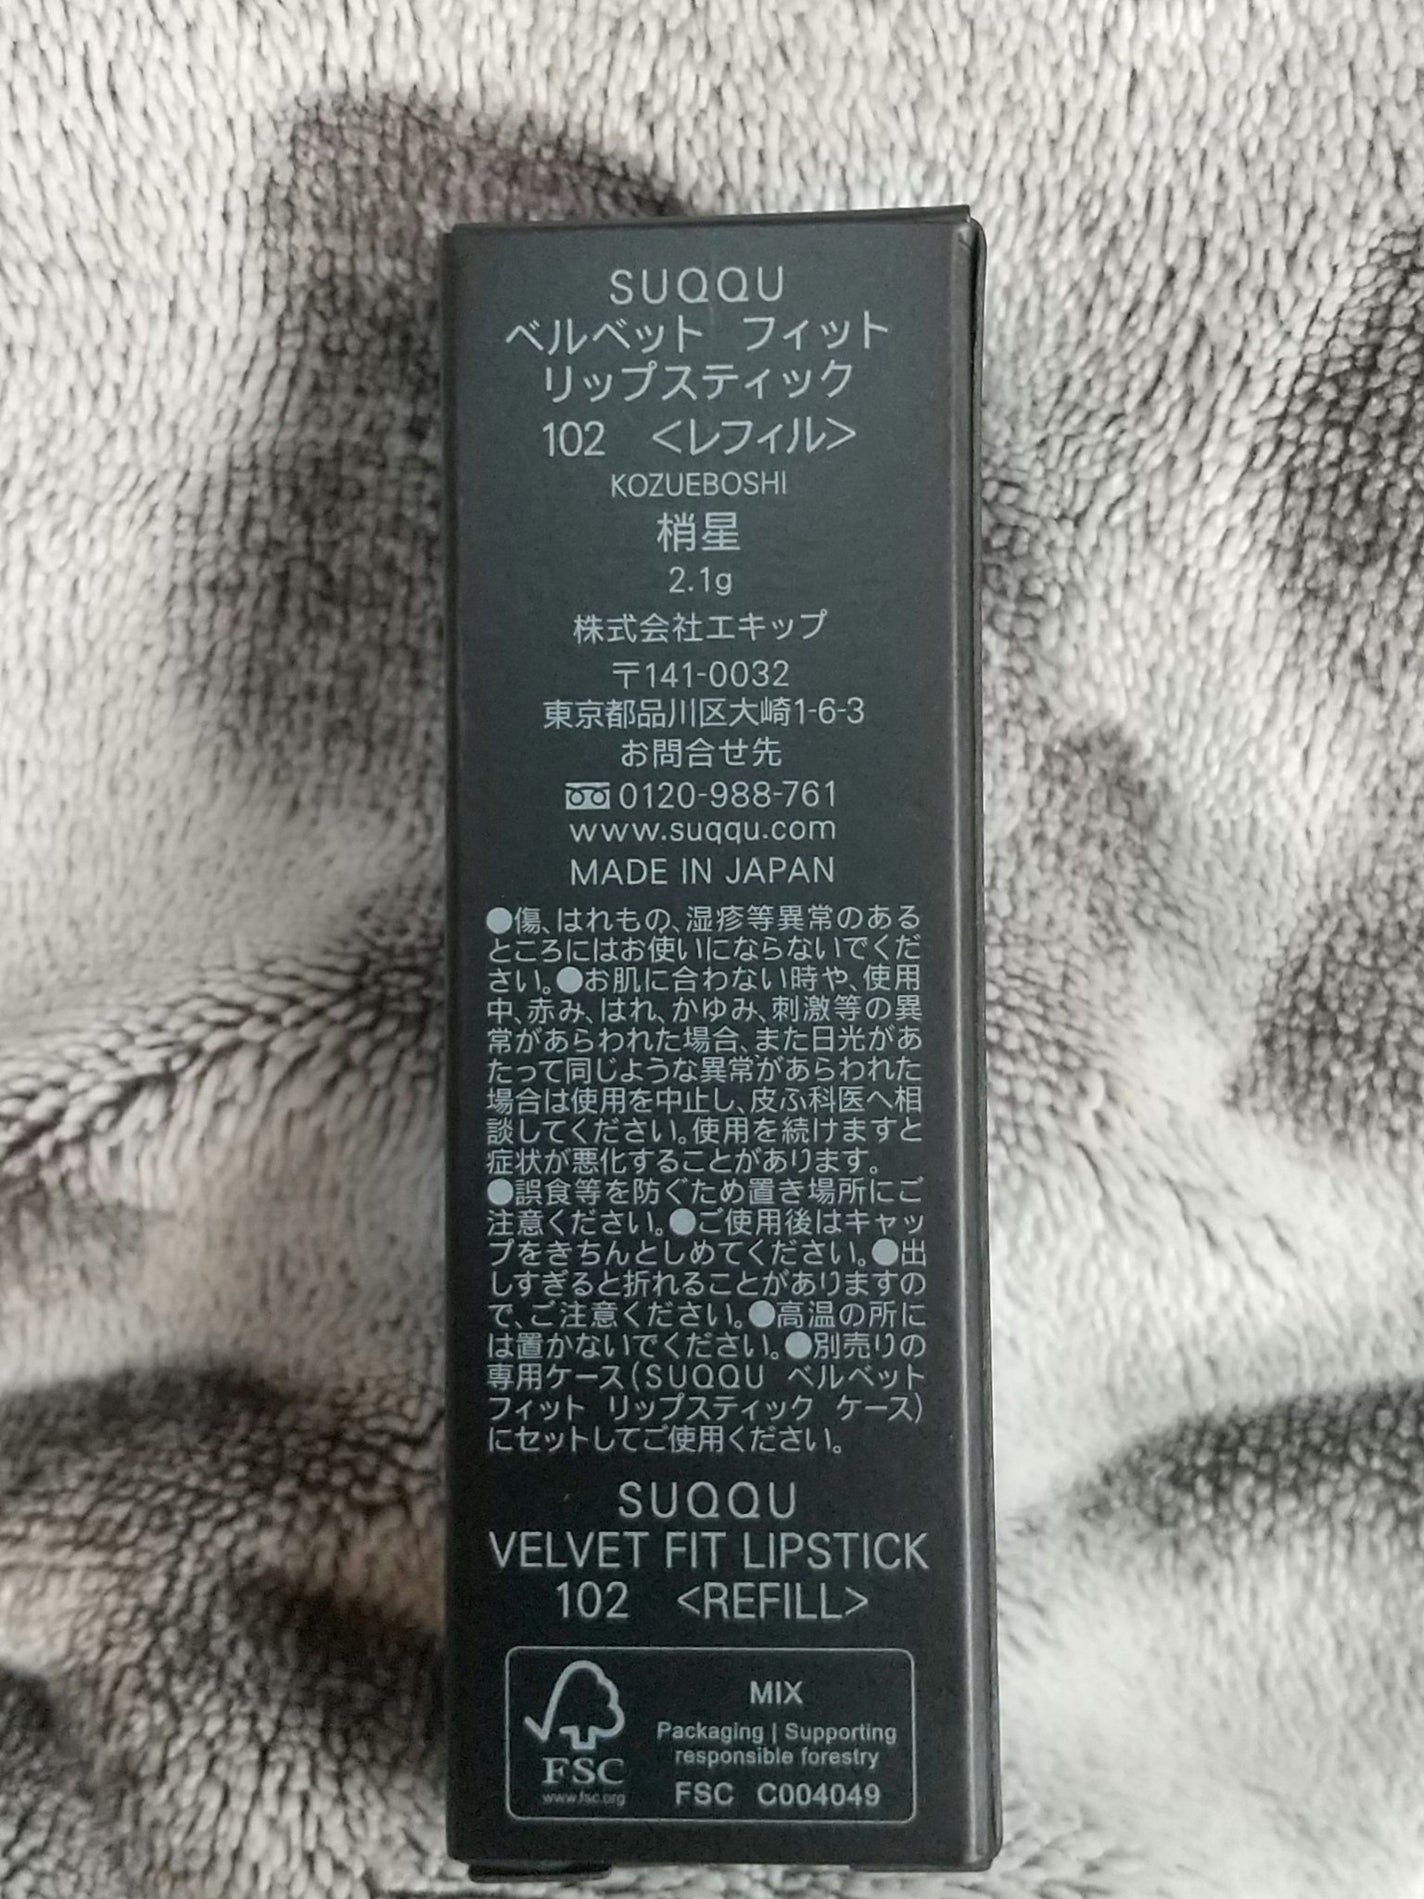 SUQQU
ベルベット フィット
リップスティック
102 <レフィル>
KOZUEBOSHI
梢星
2.1g
株式会社エキップ
〒141-0032
東京都品川区大崎1-6-3
お問合せ先
0120-988-761
www.suqqu.com
MADE IN JAPAN
●傷、はれもの、湿疹等異常のある
ところにはお使いにならないでくだ
さい。●お肌に合わない時や、使用
中、赤み、はれ、かゆみ、刺激等の異
常があらわれた場合、また日光があ
たって同じような異常があらわれた
場合は使用を中止し、皮ふ科医へ相
談してください。使用を続けますと
症状が悪化することがあります。
●誤食等を防ぐため置き場所にご
注意ください。●ご使用後はキャッ
プをきちんとしめてください。●出
しすぎると折れることがありますの
で、ご注意ください。●高温の所に
は置かないでください。●別売りの
専用ケース(SUQQU ベルベット
フィット リップスティック ケース)
にセットしてご使用ください。
SUQQU
VELVET FIT LIPSTICK
102 <REFILL>
FSC
www.fsc.org
MIX
Packaging | Supporting
responsible forestry
FSC C004049